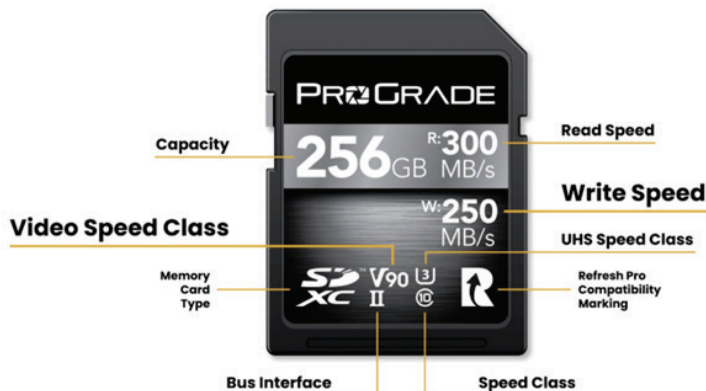 PROGRADE
Capacity
256GB
R:300
MB/s
Read Speed
W:250
MB/s
Write Speed
Video Speed Class
UHS Speed Class
Memory
Card
Type
SD™
XC
V90
II
3
10
R
Refresh Pro
Compatibility
Marking
Bus Interface
Speed Class